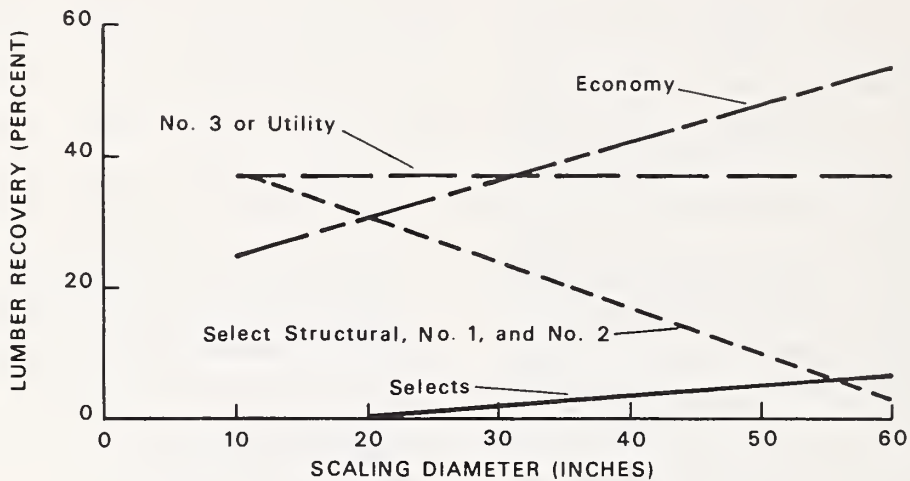 LUMBER RECOVERY (PERCENT)
60
40
20
0
Economy
No. 3 or Utility
Select Structural, No. 1, and No. 2
Selects
0 10 20 30 40 50 60
SCALING DIAMETER (INCHES)